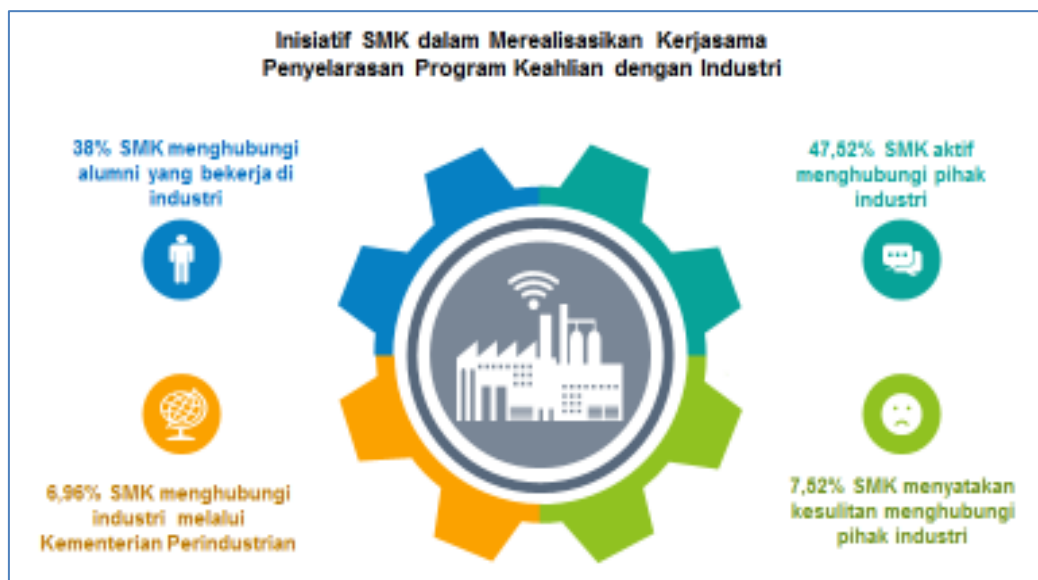 Inisiatif SMK dalam Merealisasikan Kerjasama
Penyelarasan Program Keahlian dengan Industri
38% SMK menghubungi
alumni yang bekerja di
industri
47,52% SMK aktif
menghubungi pihak
industri
6,96% SMK menghubungi
industri melalui
Kementerian Perindustrian
7,52% SMK menyatakan
kesulitan menghubungi
pihak industri